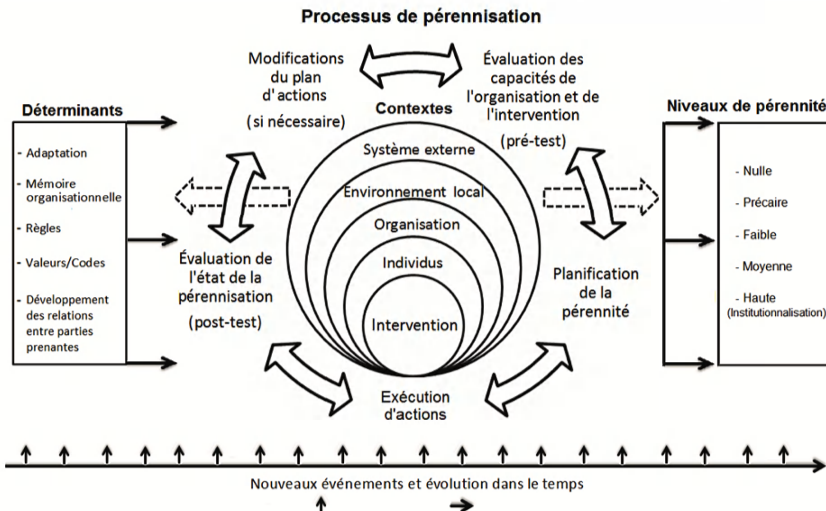 Processus de pérennisation
Modifications
du plan
d'actions
(si nécessaire)
Évaluation des
capacités de
l'organisation et de
l'intervention
(pré-test)
Déterminants
- Adaptation
- Mémoire
organisationnelle
- Règles
- Valeurs/Codes
- Développement
des relations
entre parties
prenantes
Contextes
Système externe
Environnement local
Organisation
Individus
Intervention
Évaluation de
l'état de la
pérennisation
(post-test)
Planification
de la
pérennité
Exécution
d'actions
Niveaux de pérennité
- Nulle
- Précaire
- Faible
- Moyenne
- Haute
(Institutionnalisation)
Nouveaux événements et évolution dans le temps